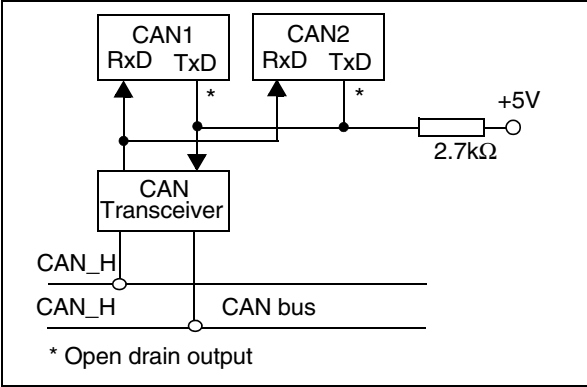 CAN1
RxD TxD
CAN2
RxD TxD
*
*
+5V
2.7kΩ
CAN
Transceiver
CAN_H
CAN_H
CAN bus
* Open drain output